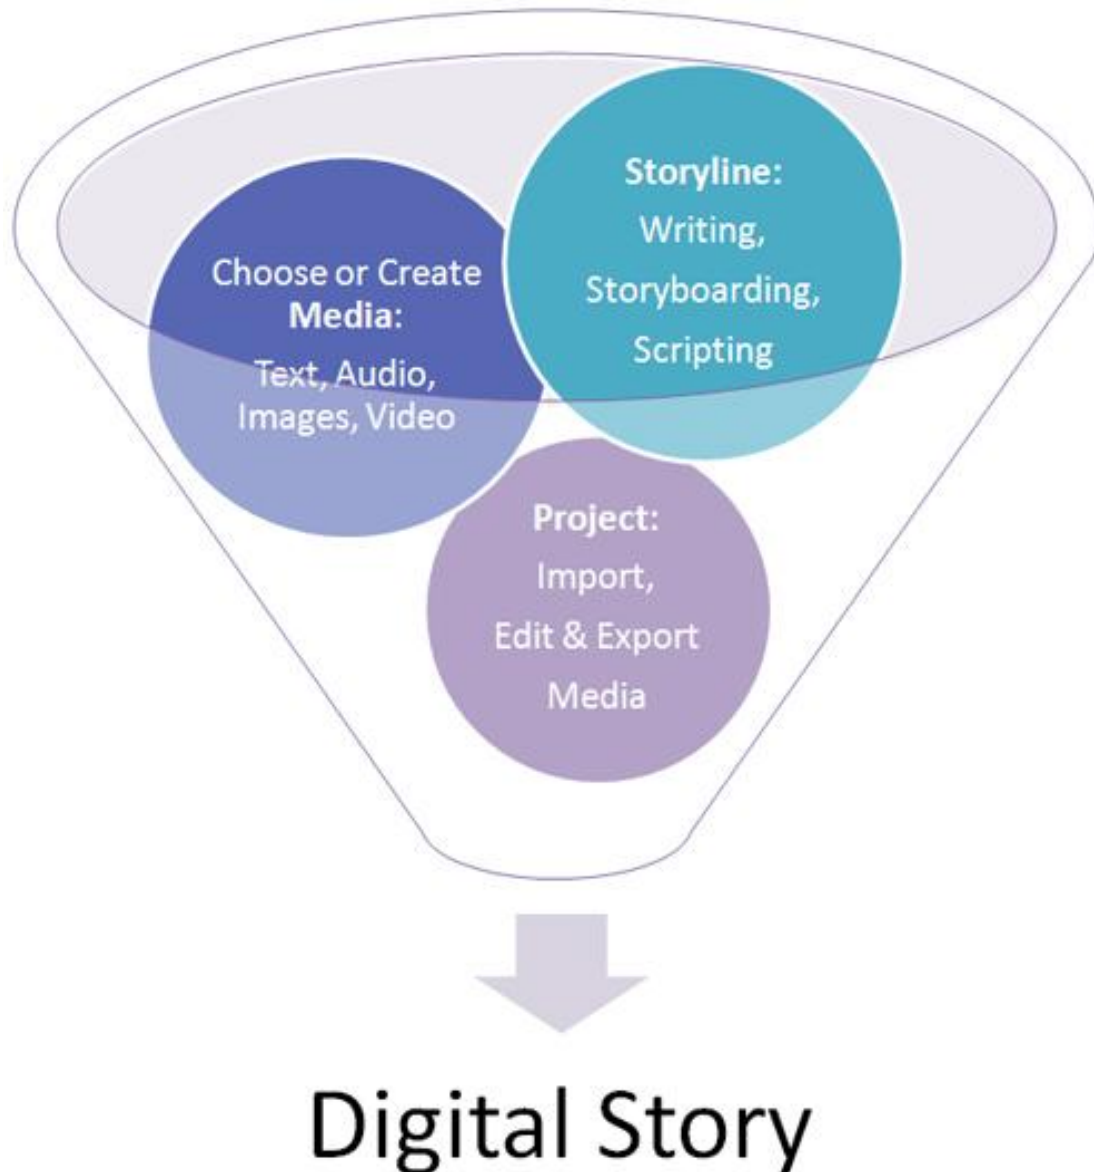 Storyline:
Writing,
Storyboarding,
Scripting
Choose or Create
Media:
Text, Audio,
Images, Video
Project:
Import,
Edit & Export
Media
Digital Story